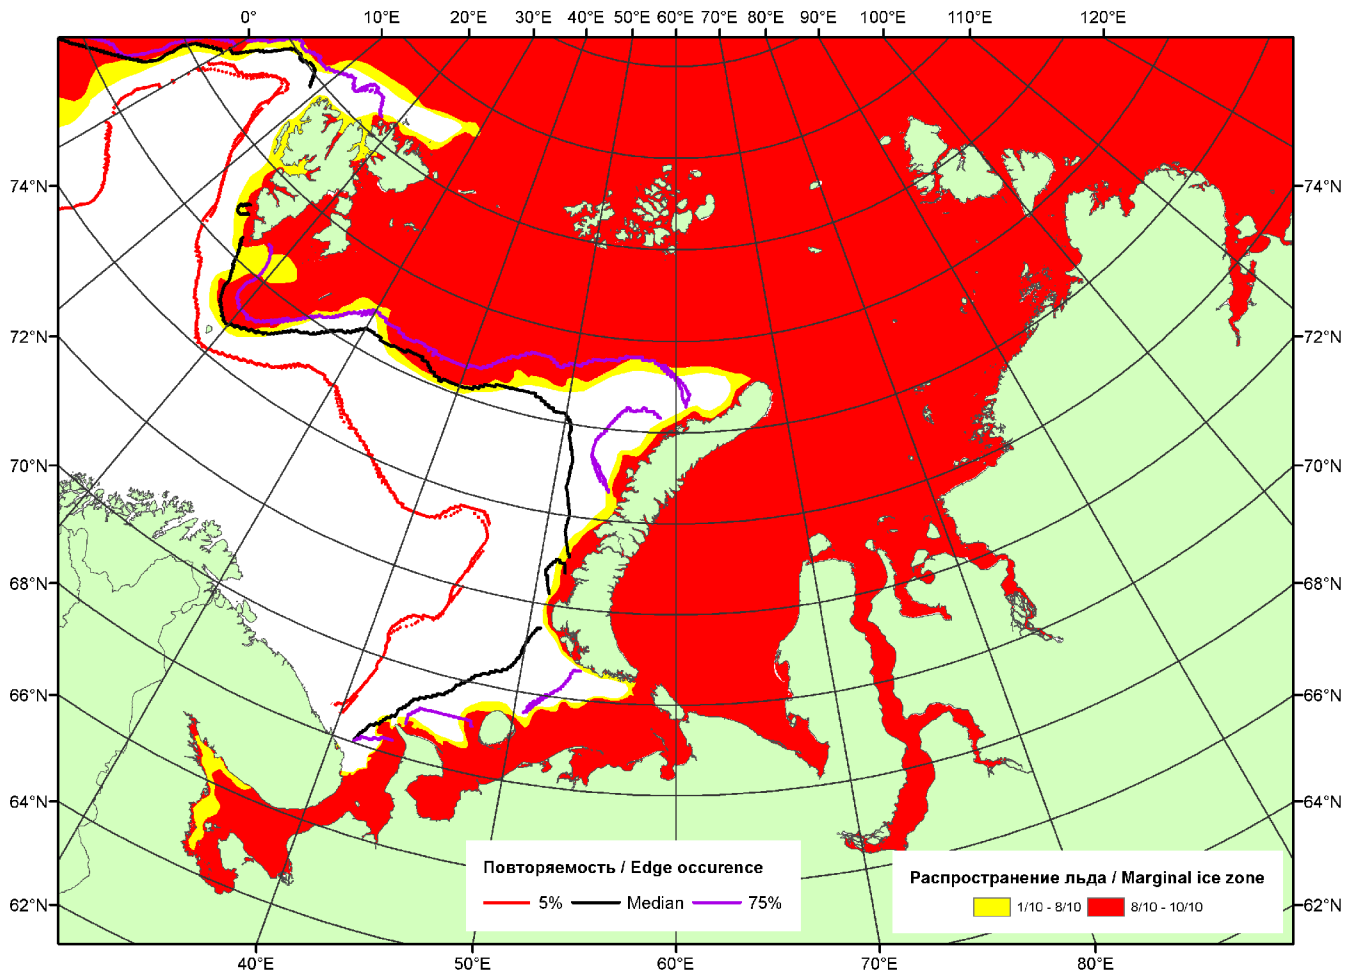 0° 10°E 20°E 30°E 40°E 50°E 60°E 70°E 80°E 90°E 100°E 110°E 120°E
74°N 74°N
72°N 72°N
70°N 70°N
68°N 68°N
66°N 66°N
64°N 64°N
62°N 62°N
Повторяемость / Edge occurence
5% Median 75%
Распространение льда / Marginal ice zone
1/10 - 8/10 8/10 - 10/10
40°E 50°E 60°E 70°E 80°E